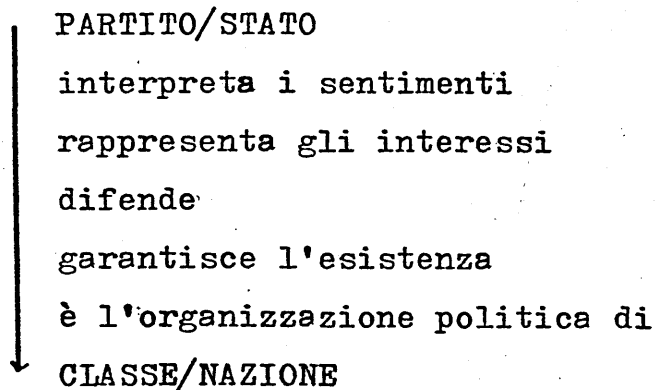 PARTITO/STATO
interpreta i sentimenti
rappresenta gli interessi
difende
garantisce l'esistenza
è l'organizzazione politica di
CLASSE/NAZIONE